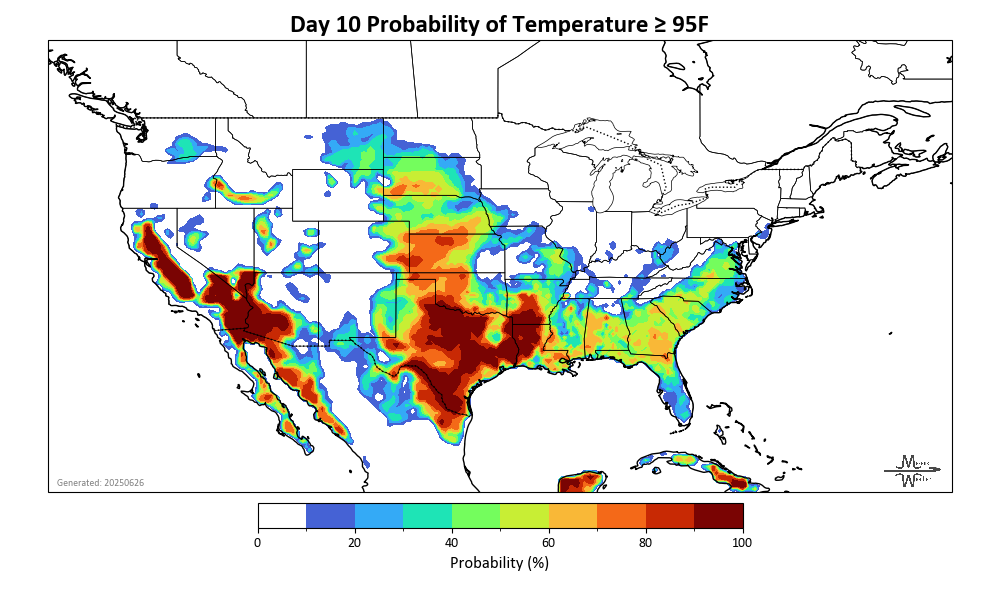 Day 10 Probability of Temperature ≥ 95F
Generated: 20250626
0 20 40 60 80 100
Probability (%)